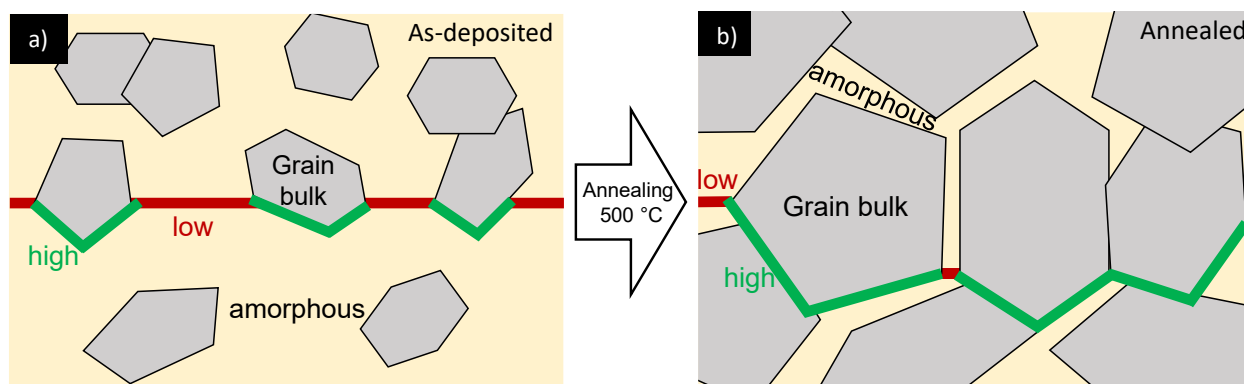 a)
As-deposited
Grain
bulk
low
high
amorphous
Annealing
500 °C
b)
Annealed
amorphous
low
Grain bulk
high